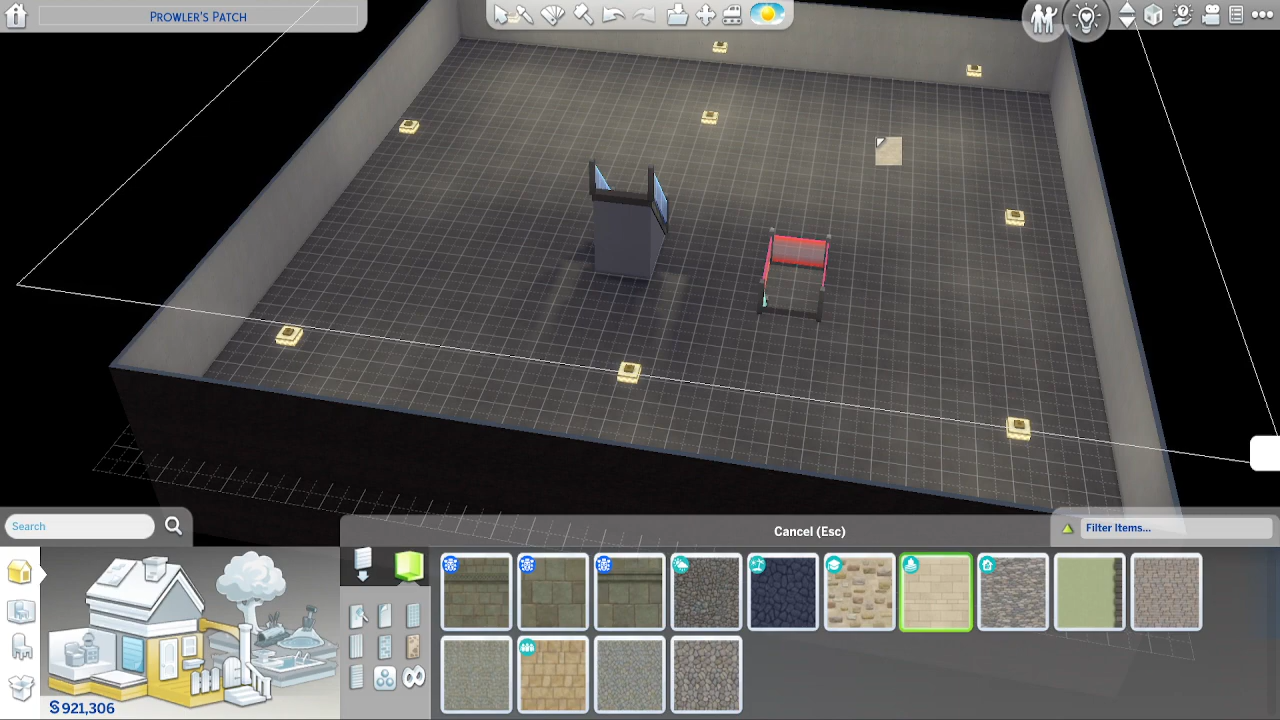 PROWLER'S PATCH
Cancel (Esc)
Search
Filter Items...
§921,306